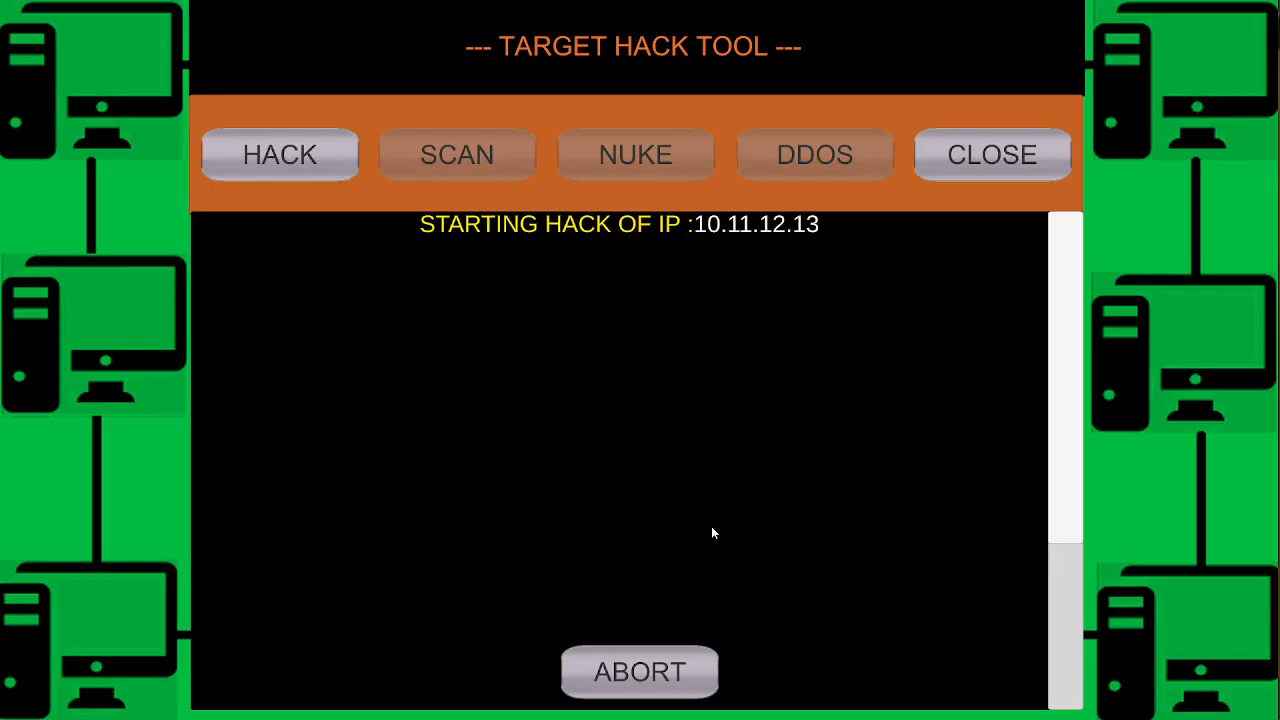 --- TARGET HACK TOOL ---
HACK SCAN NUKE DDOS CLOSE
STARTING HACK OF IP :10.11.12.13
ABORT